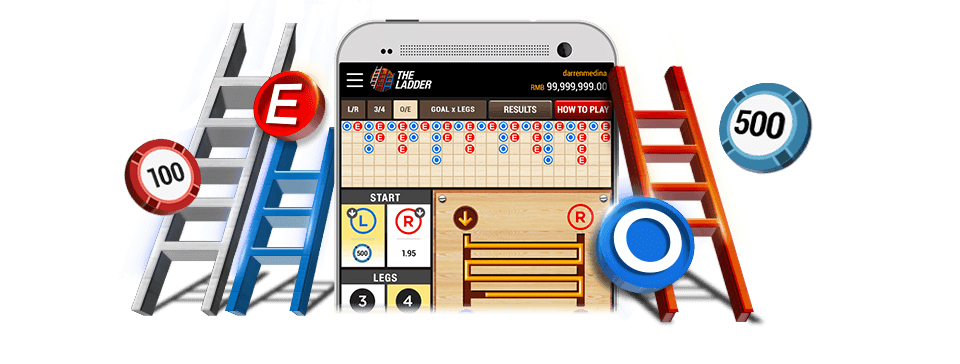 THE
LADDER
darrenmedina
RMB 99,999,999.00
L/R 3/4 O/E GOAL x LEGS RESULTS HOW TO PLAY
O E O E O E O E O E O E O E O E O E O E O E O E
START
L R
500 1.95
LEGS
3 4
R
E
100
500
O